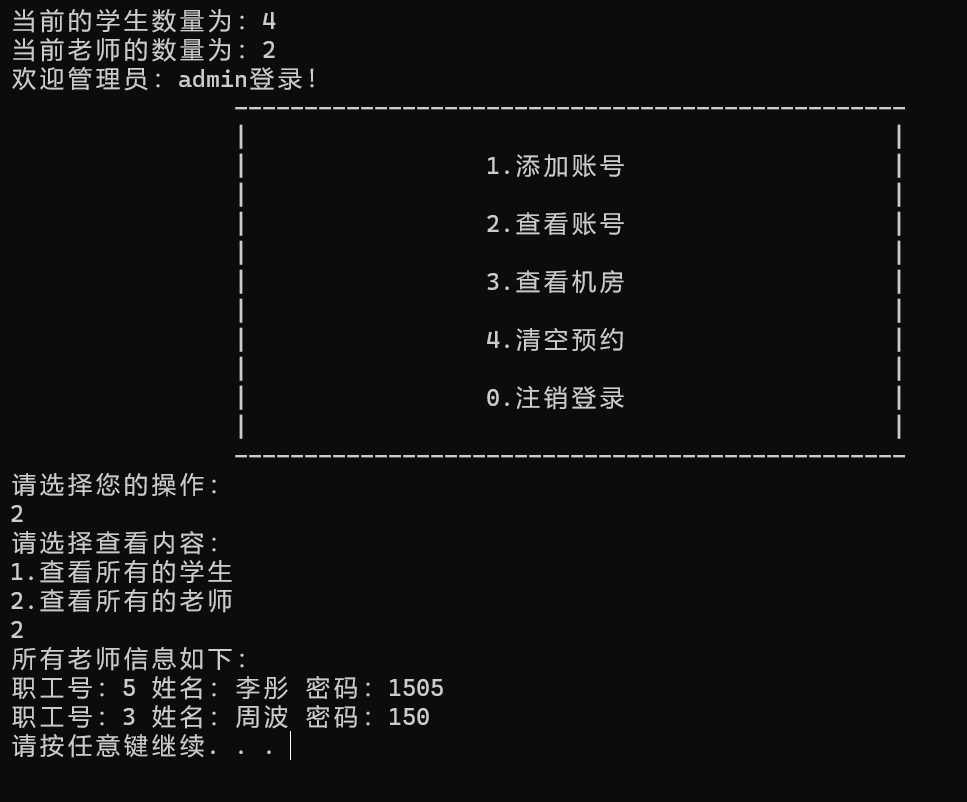 当前的学生数量为：4
当前老师的数量为：2
欢迎管理员：admin登录！
1.添加账号
2.查看账号
3.查看机房
4.清空预约
0.注销登录
请选择您的操作：
2
请选择查看内容：
1.查看所有的学生
2.查看所有的老师
2
所有老师信息如下：
职工号：5 姓名：李彤 密码：1505
职工号：3 姓名：周波 密码：150
请按任意键继续. . .